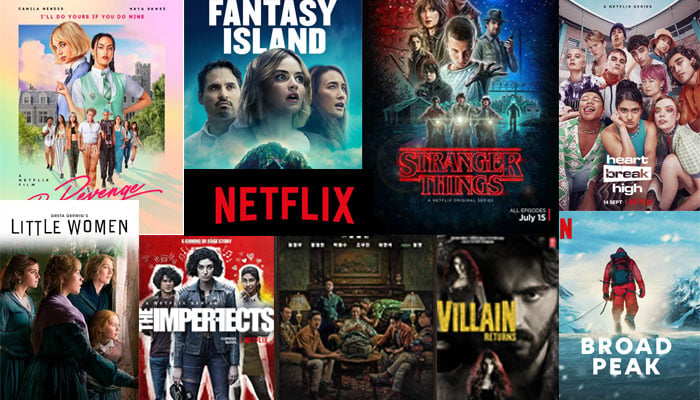 CAMILA MENDES MAYA HAWKE
I'LL DO YOURS IF YOU DO MINE
A
NETFLIX
FILM
Revenge
FANTASY
ISLAND
NETFLIX
STRANGER
THINGS
A NETFLIX ORIGINAL SERIES
ALL EPISODES
July 15
A NETFLIX SERIES
heart
break
high
14 SEPT
GRETA GERWIG'S
LITTLE WOMEN
A COMING OF RAGE STORY
A NETFLIX SERIES
THE IMPERFECTS
NETFLIX
VILLAIN
RETURNS
N
BROAD
PEAK